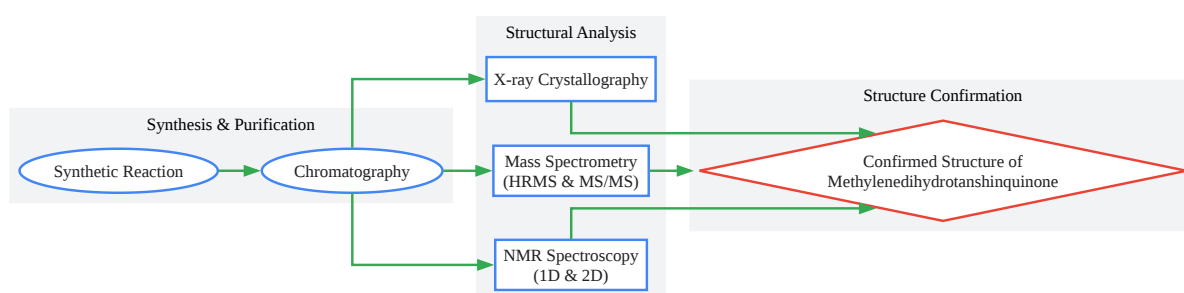 Structural Analysis
X-ray Crystallography
Structure Confirmation
Synthesis & Purification
Synthetic Reaction
Chromatography
Mass Spectrometry
(HRMS & MS/MS)
Confirmed Structure of
Methylenedihydrotanshinquinone
NMR Spectroscopy
(1D & 2D)